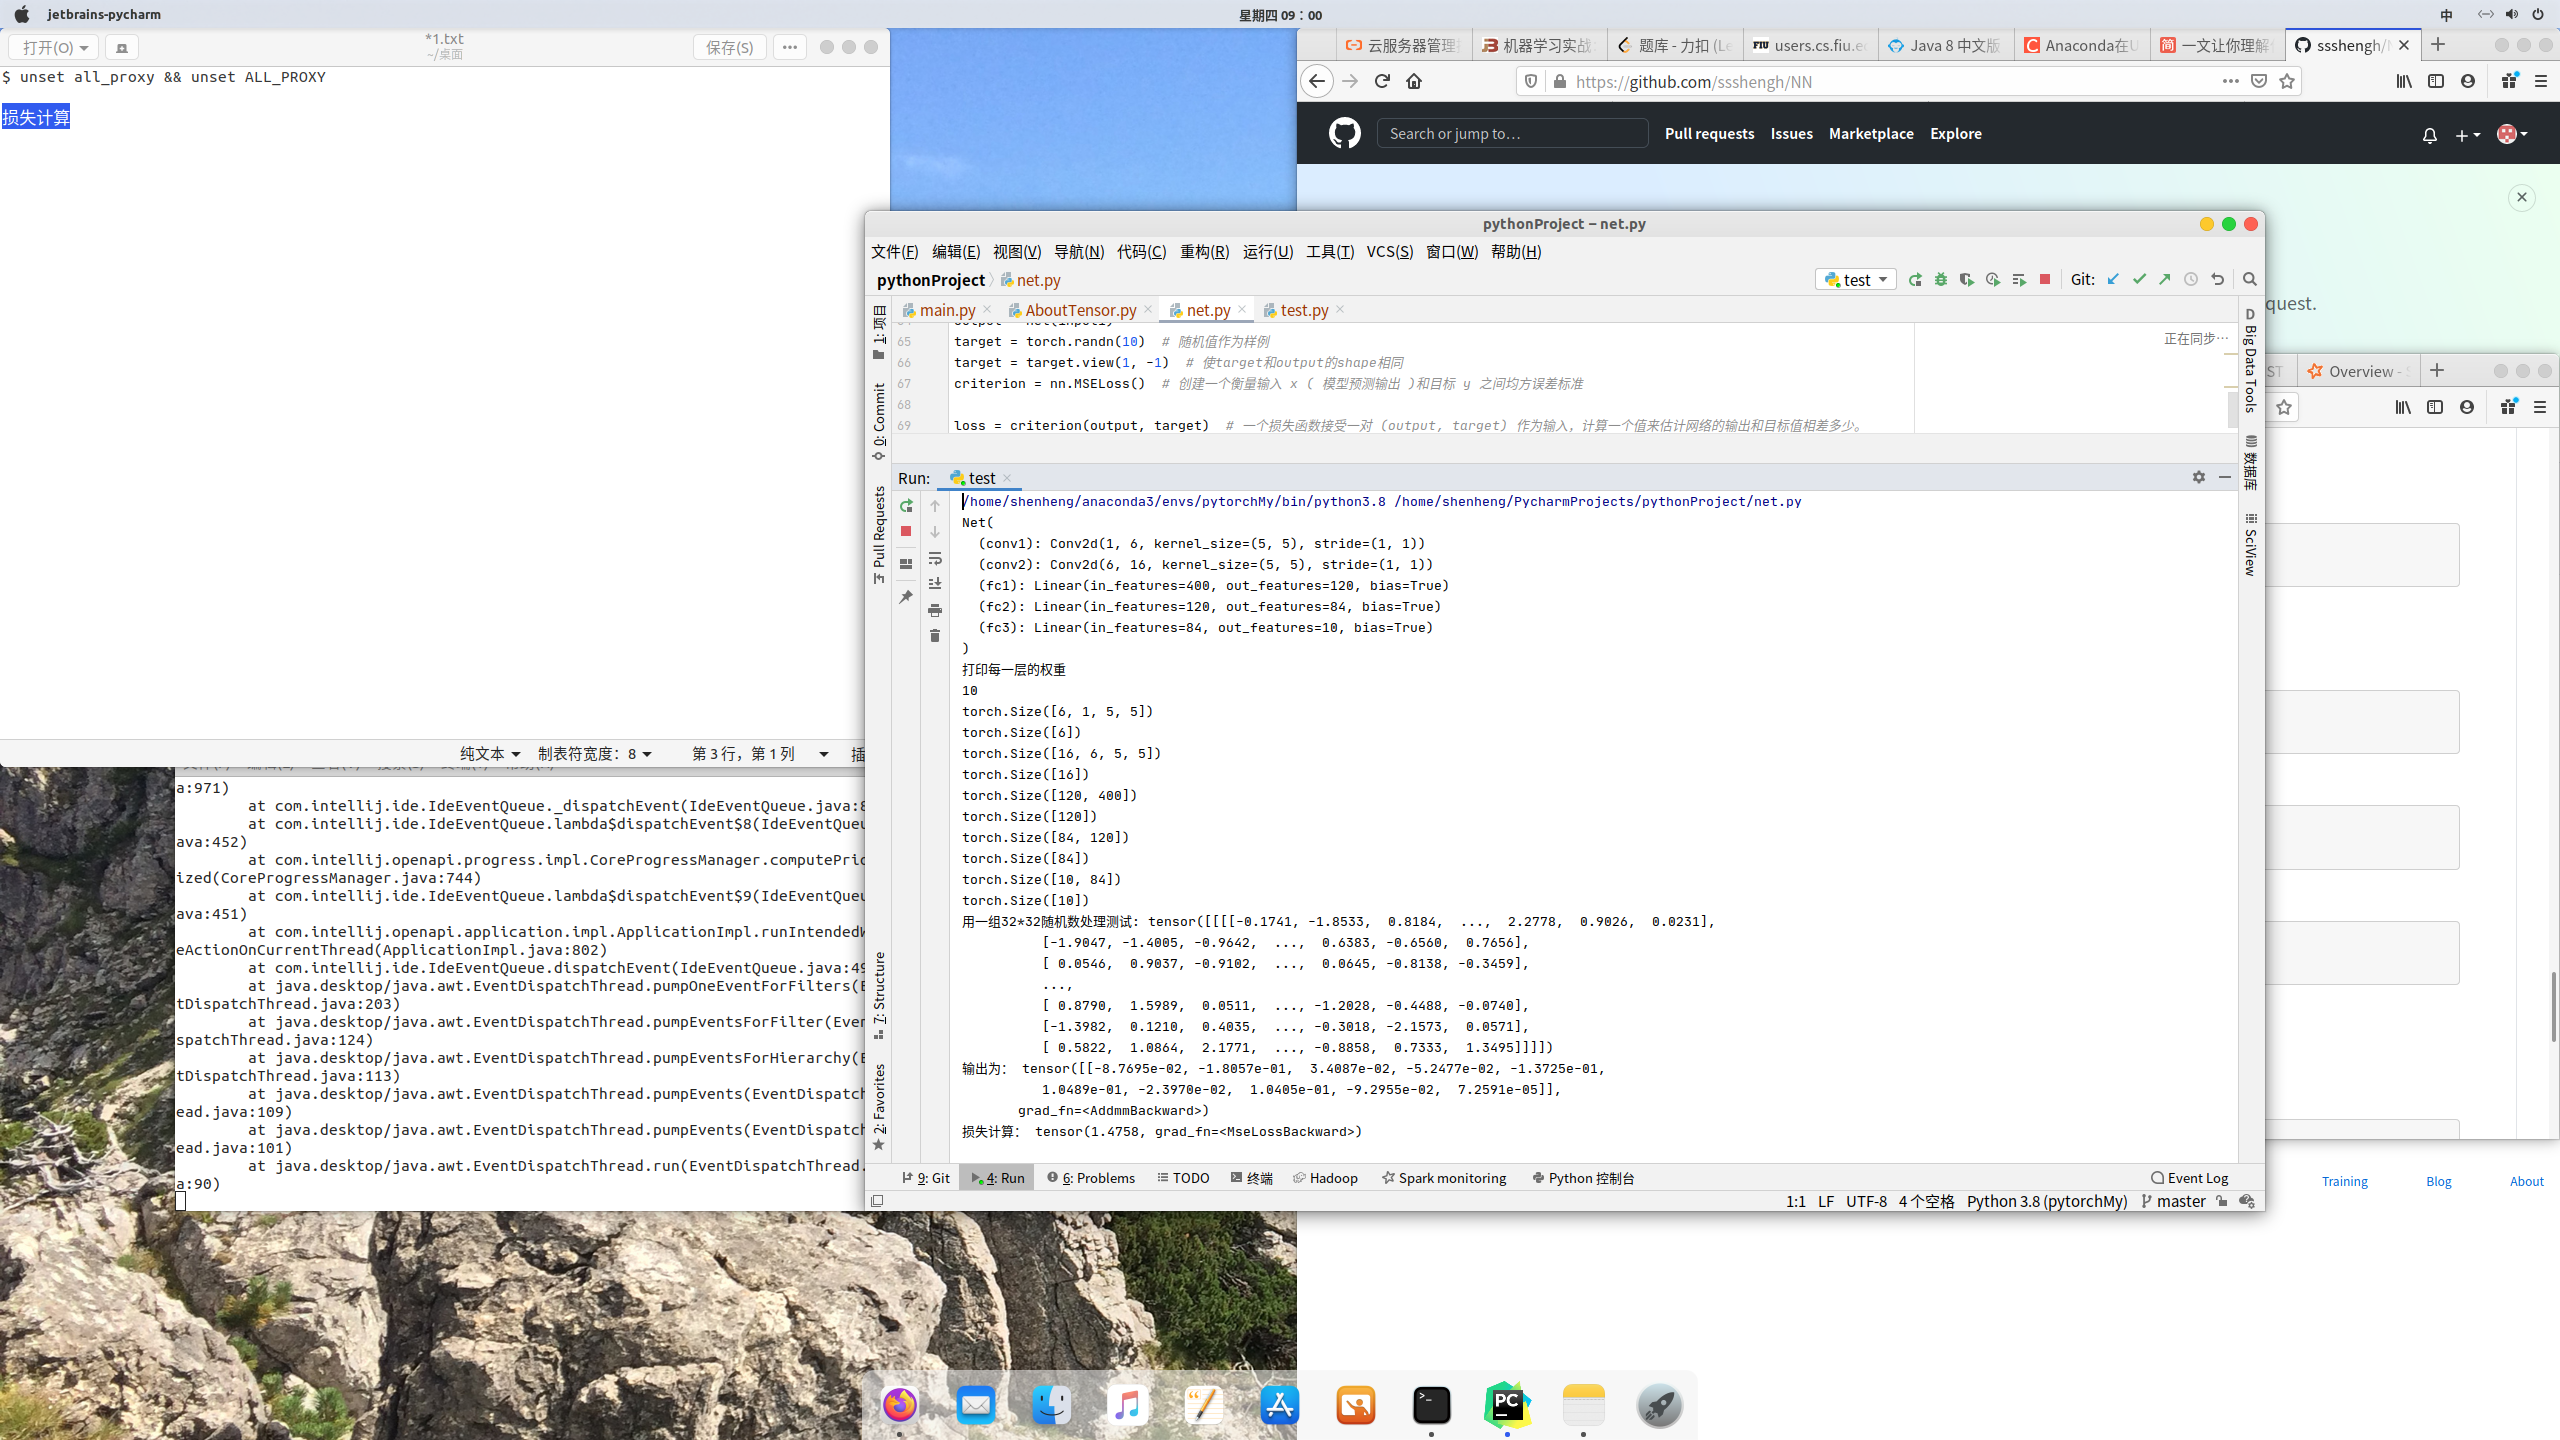 jetbrains-pycharm
星期四 09：00
中
打开(O)
*1.txt
~/桌面
保存(S)
$ unset all_proxy && unset ALL_PROXY
损失计算
纯文本
制表符宽度：8
第 3 行，第 1 列
插
a:971)
at com.intellij.ide.IdeEventQueue._dispatchEvent(IdeEventQueue.java:8
at com.intellij.ide.IdeEventQueue.lambda$dispatchEvent$8(IdeEventQueu
ava:452)
at com.intellij.openapi.progress.impl.CoreProgressManager.computePrio
ized(CoreProgressManager.java:744)
at com.intellij.ide.IdeEventQueue.lambda$dispatchEvent$9(IdeEventQueu
ava:451)
at com.intellij.openapi.application.impl.ApplicationImpl.runIntendedW
eActionOnCurrentThread(ApplicationImpl.java:802)
at com.intellij.ide.IdeEventQueue.dispatchEvent(IdeEventQueue.java:49
at java.desktop/java.awt.EventDispatchThread.pumpOneEventForFilters(E
tDispatchThread.java:203)
at java.desktop/java.awt.EventDispatchThread.pumpEventsForFilter(Even
spatchThread.java:124)
at java.desktop/java.awt.EventDispatchThread.pumpEventsForHierarchy(E
tDispatchThread.java:113)
at java.desktop/java.awt.EventDispatchThread.pumpEvents(EventDispatch
ead.java:109)
at java.desktop/java.awt.EventDispatchThread.pumpEvents(EventDispatch
ead.java:101)
at java.desktop/java.awt.EventDispatchThread.run(EventDispatchThread.
a:90)
云服务器管理
机器学习实战
题库 - 力扣 (Le
users.cs.fiu.e
Java 8 中文版
Anaconda在U
一文让你理解
ssshengh/
https://github.com/ssshengh/NN
Search or jump to…
Pull requests
Issues
Marketplace
Explore
quest.
ST
Overview -
Training
Blog
About
pythonProject – net.py
文件(F) 编辑(E) 视图(V) 导航(N) 代码(C) 重构(R) 运行(U) 工具(T) VCS(S) 窗口(W) 帮助(H)
pythonProject
net.py
test
Git:
1: 项目
0: Commit
Pull Requests
7: Structure
2: Favorites
main.py
AboutTensor.py
net.py
test.py
正在同步…
65 target = torch.randn(10)  # 随机值作为样例
66 target = target.view(1, -1)  # 使target和output的shape相同
67 criterion = nn.MSELoss()  # 创建一个衡量输入 x ( 模型预测输出 )和目标 y 之间均方误差标准
68
69 loss = criterion(output, target)  # 一个损失函数接受一对 (output, target) 作为输入，计算一个值来估计网络的输出和目标值相差多少。
D Big Data Tools
数据库
SciView
Run:
test
/home/shenheng/anaconda3/envs/pytorchMy/bin/python3.8 /home/shenheng/PycharmProjects/pythonProject/net.py
Net(
(conv1): Conv2d(1, 6, kernel_size=(5, 5), stride=(1, 1))
(conv2): Conv2d(6, 16, kernel_size=(5, 5), stride=(1, 1))
(fc1): Linear(in_features=400, out_features=120, bias=True)
(fc2): Linear(in_features=120, out_features=84, bias=True)
(fc3): Linear(in_features=84, out_features=10, bias=True)
)
打印每一层的权重
10
torch.Size([6, 1, 5, 5])
torch.Size([6])
torch.Size([16, 6, 5, 5])
torch.Size([16])
torch.Size([120, 400])
torch.Size([120])
torch.Size([84, 120])
torch.Size([84])
torch.Size([10, 84])
torch.Size([10])
用一组32*32随机数处理测试: tensor([[[[-0.1741, -1.8533,  0.8184,  ...,  2.2778,  0.9026,  0.0231],
[-1.9047, -1.4005, -0.9642,  ...,  0.6383, -0.6560,  0.7656],
[ 0.0546,  0.9037, -0.9102,  ...,  0.0645, -0.8138, -0.3459],
...,
[ 0.8790,  1.5989,  0.0511,  ..., -1.2028, -0.4488, -0.0740],
[-1.3982,  0.1210,  0.4035,  ..., -0.3018, -2.1573,  0.0571],
[ 0.5822,  1.0864,  2.1771,  ..., -0.8858,  0.7333,  1.3495]]]])
输出为： tensor([[-8.7695e-02, -1.8057e-01,  3.4087e-02, -5.2477e-02, -1.3725e-01,
1.0489e-01, -2.3970e-02,  1.0405e-01, -9.2955e-02,  7.2591e-05]],
grad_fn=<AddmmBackward>)
损失计算： tensor(1.4758, grad_fn=<MseLossBackward>)
9: Git
4: Run
6: Problems
TODO
终端
Hadoop
Spark monitoring
Python 控制台
Event Log
1:1 LF UTF-8 4 个空格 Python 3.8 (pytorchMy) master